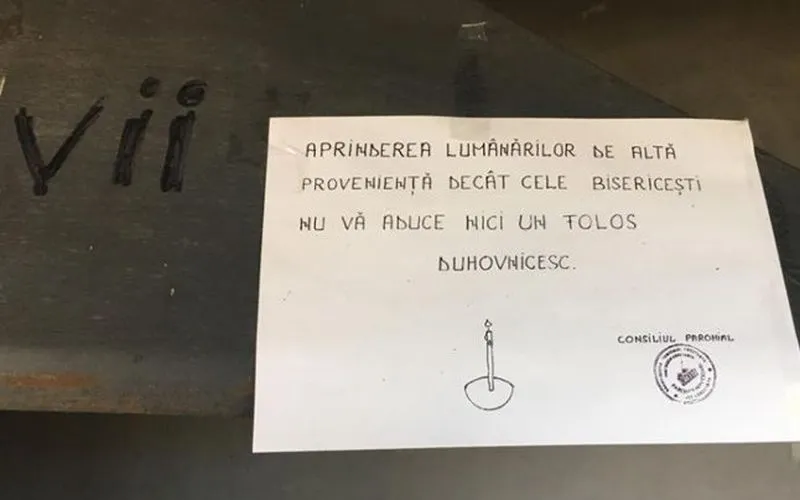 vii
APRINDEREA LUMÂNĂRILOR DE ALTĂ
PROVENIENȚĂ DECÂT CELE BISERICEȘTI
NU VĂ ADUCE NICI UN FOLOS
DUHOVNICESC.
CONSILIUL PAROHIAL